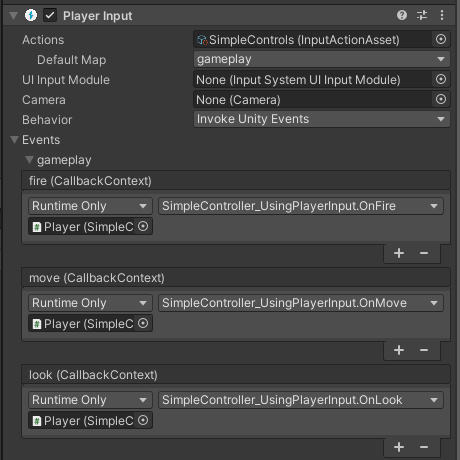 Player Input
Actions SimpleControls (InputActionAsset)
Default Map gameplay
UI Input Module None (Input System UI Input Module)
Camera None (Camera)
Behavior Invoke Unity Events
Events
gameplay
fire (CallbackContext)
Runtime Only SimpleController_UsingPlayerInput.OnFire
Player (SimpleC
+ −
move (CallbackContext)
Runtime Only SimpleController_UsingPlayerInput.OnMove
Player (SimpleC
+ −
look (CallbackContext)
Runtime Only SimpleController_UsingPlayerInput.OnLook
Player (SimpleC
+ −